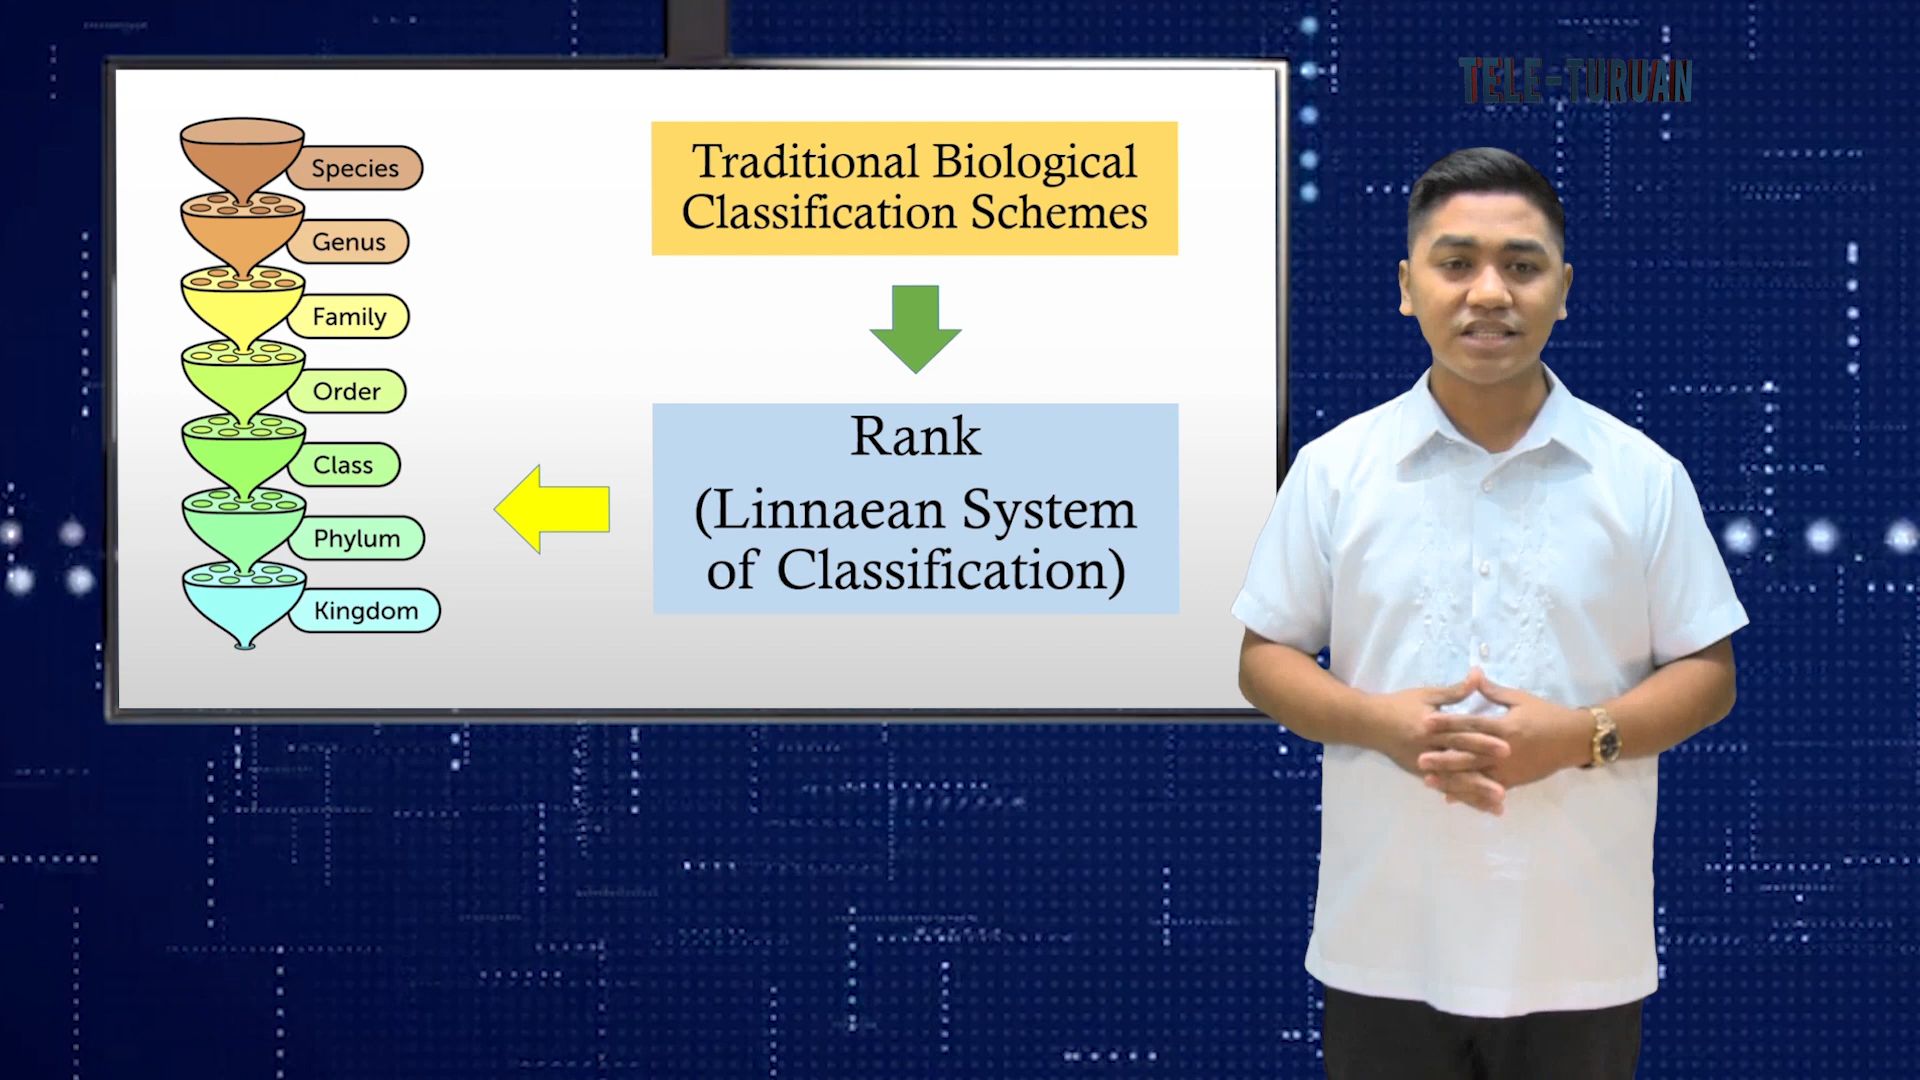 TELE-TURUAN
Species
Genus
Family
Order
Class
Phylum
Kingdom
Traditional Biological
Classification Schemes
Rank
(Linnaean System
of Classification)